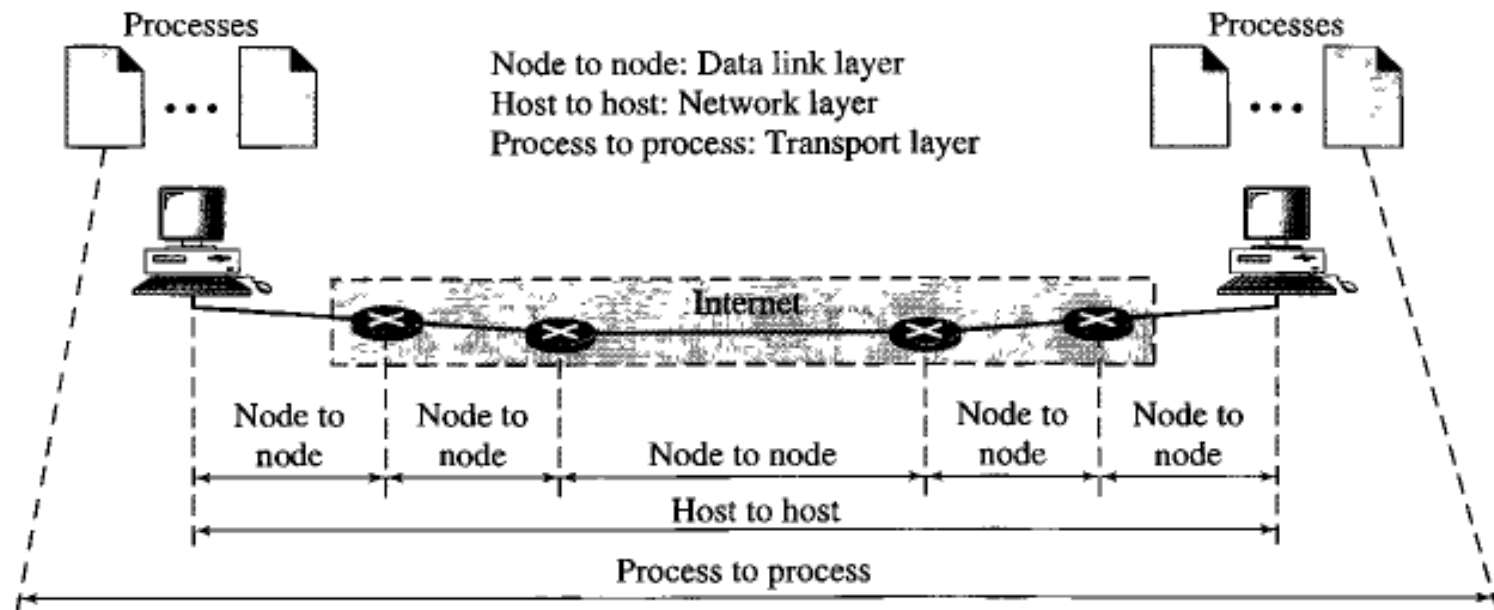 Processes
Processes
Node to node: Data link layer
Host to host: Network layer
Process to process: Transport layer
Internet
Node to
node
Node to
node
Node to node
Node to
node
Node to
node
Host to host
Process to process